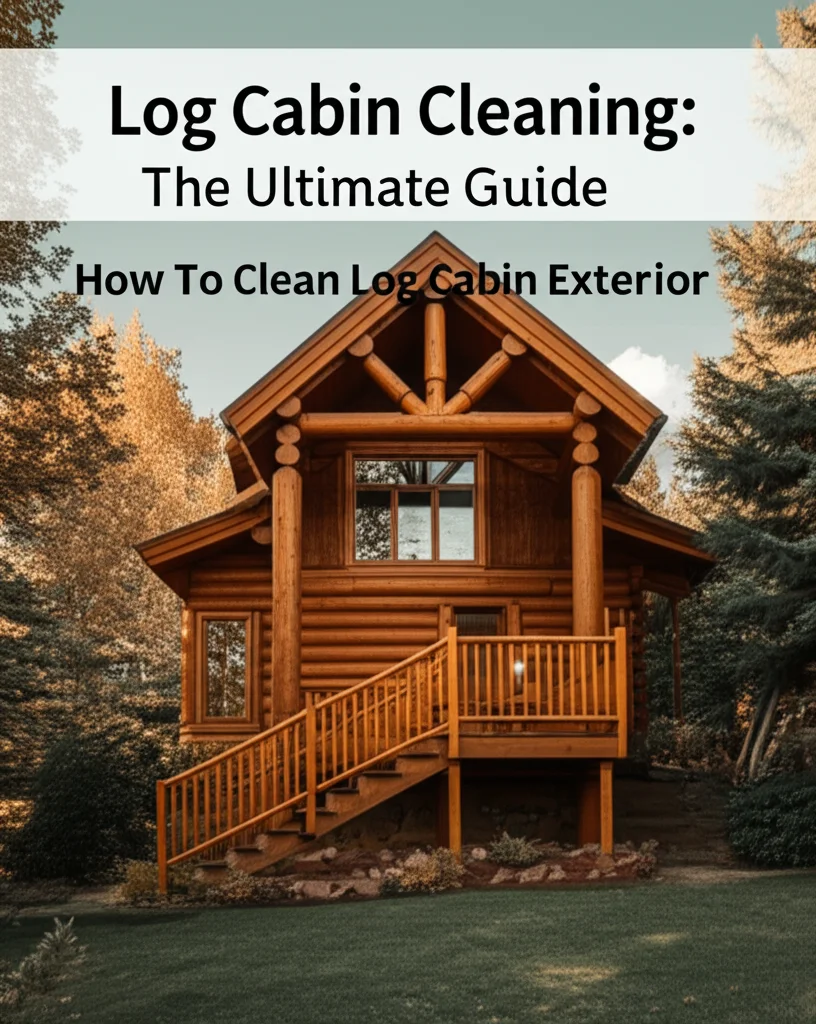 Log Cabin Cleaning:
The Ultimate Guide
How To Clean Log Cabin Exterior